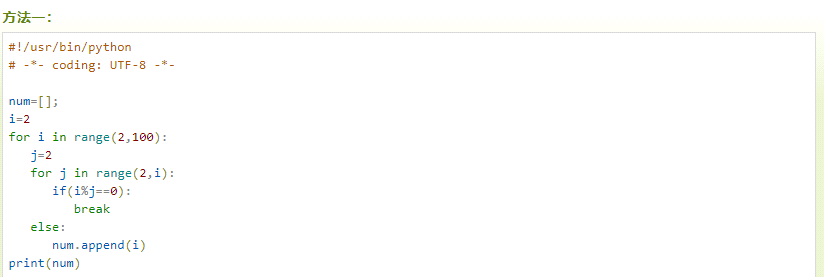 方法一：
#!/usr/bin/python
# -*- coding: UTF-8 -*-

num=[];
i=2
for i in range(2,100):
   j=2
   for j in range(2,i):
      if(i%j==0):
         break
   else:
      num.append(i)
print(num)